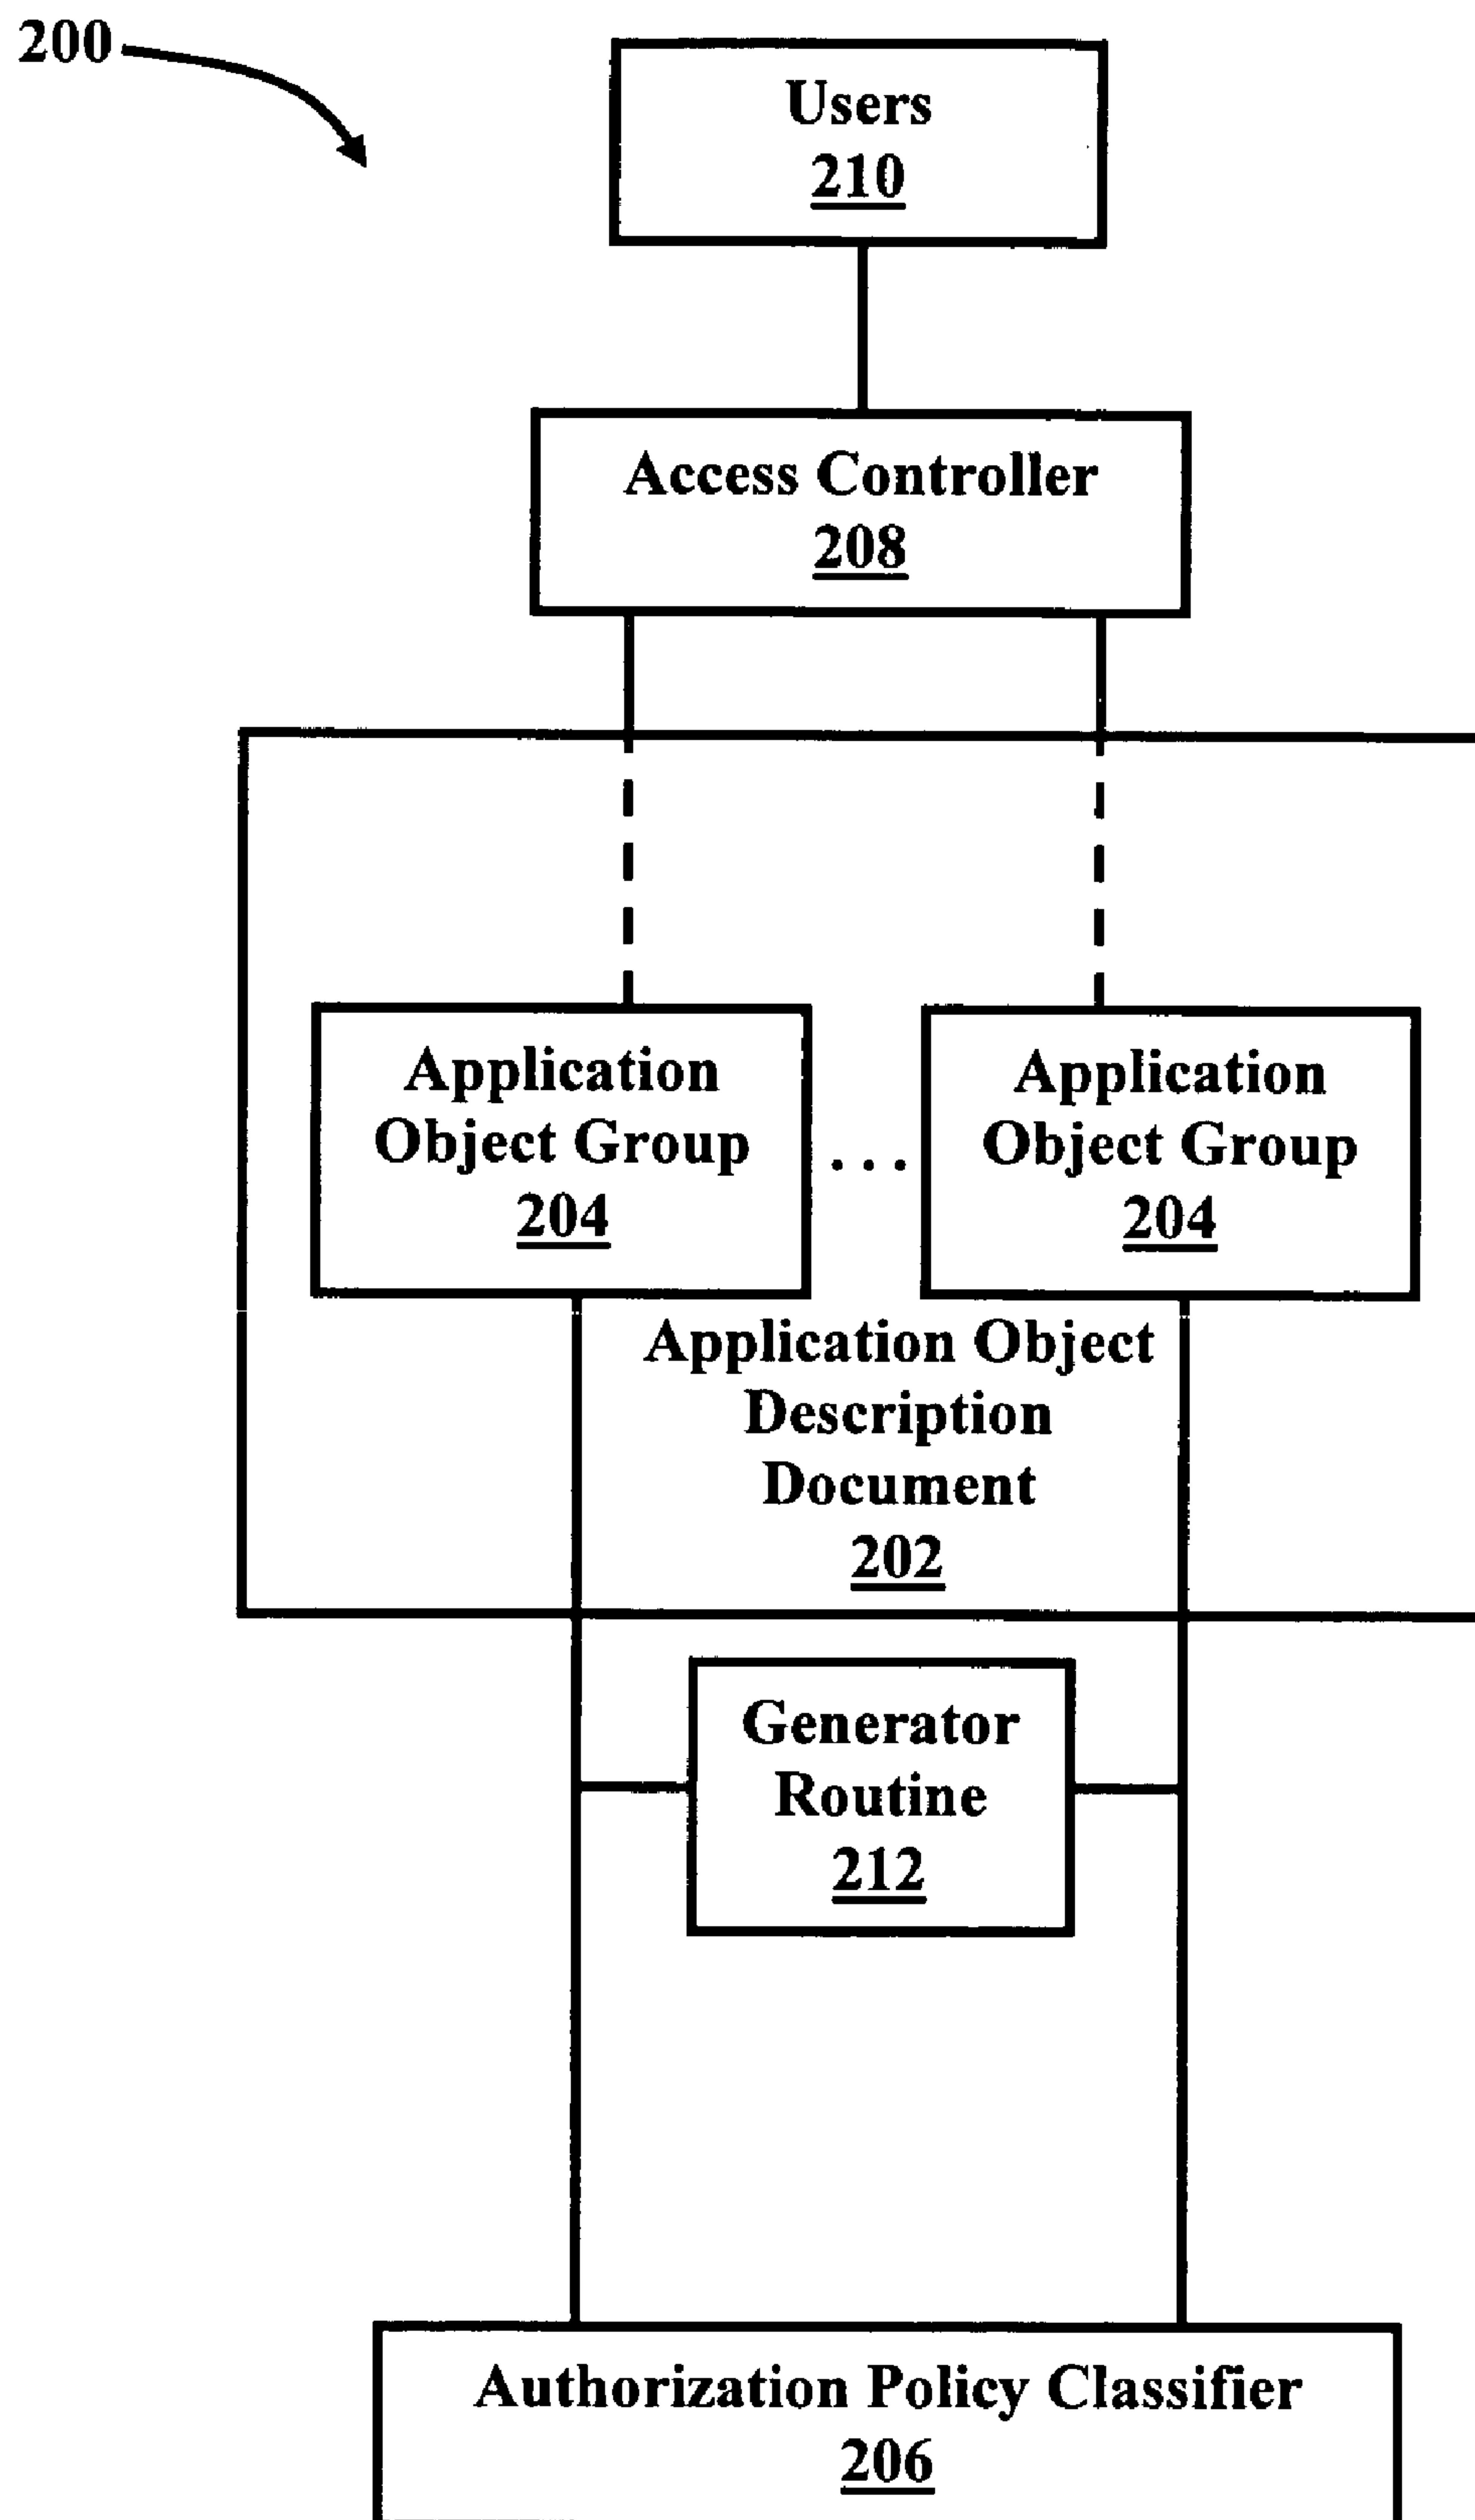 200
Users
210
Access Controller
208
Application
Object Group
204
. . .
Application
Object Group
204
Application Object
Description
Document
202
Generator
Routine
212
Authorization Policy Classifier
206